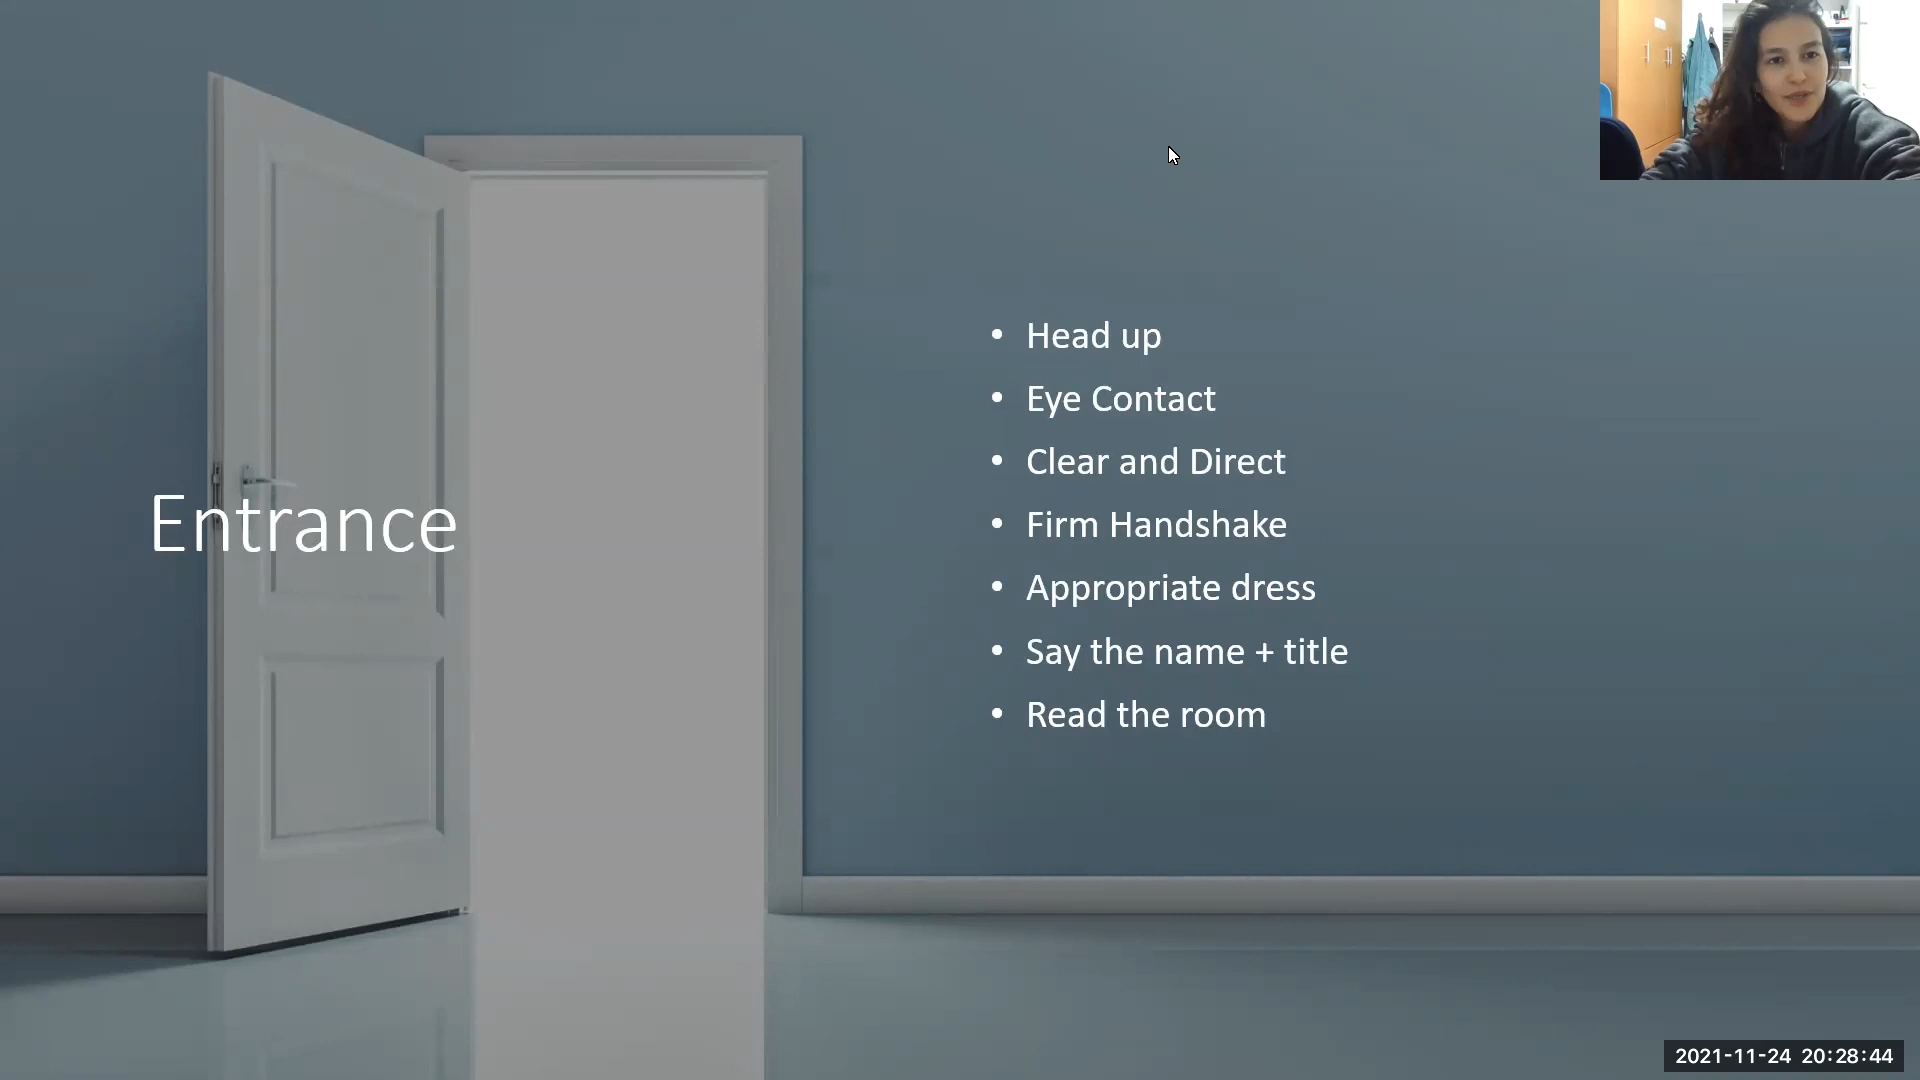 Entrance
• Head up
• Eye Contact
• Clear and Direct
• Firm Handshake
• Appropriate dress
• Say the name + title
• Read the room
2021-11-24 20:28:44